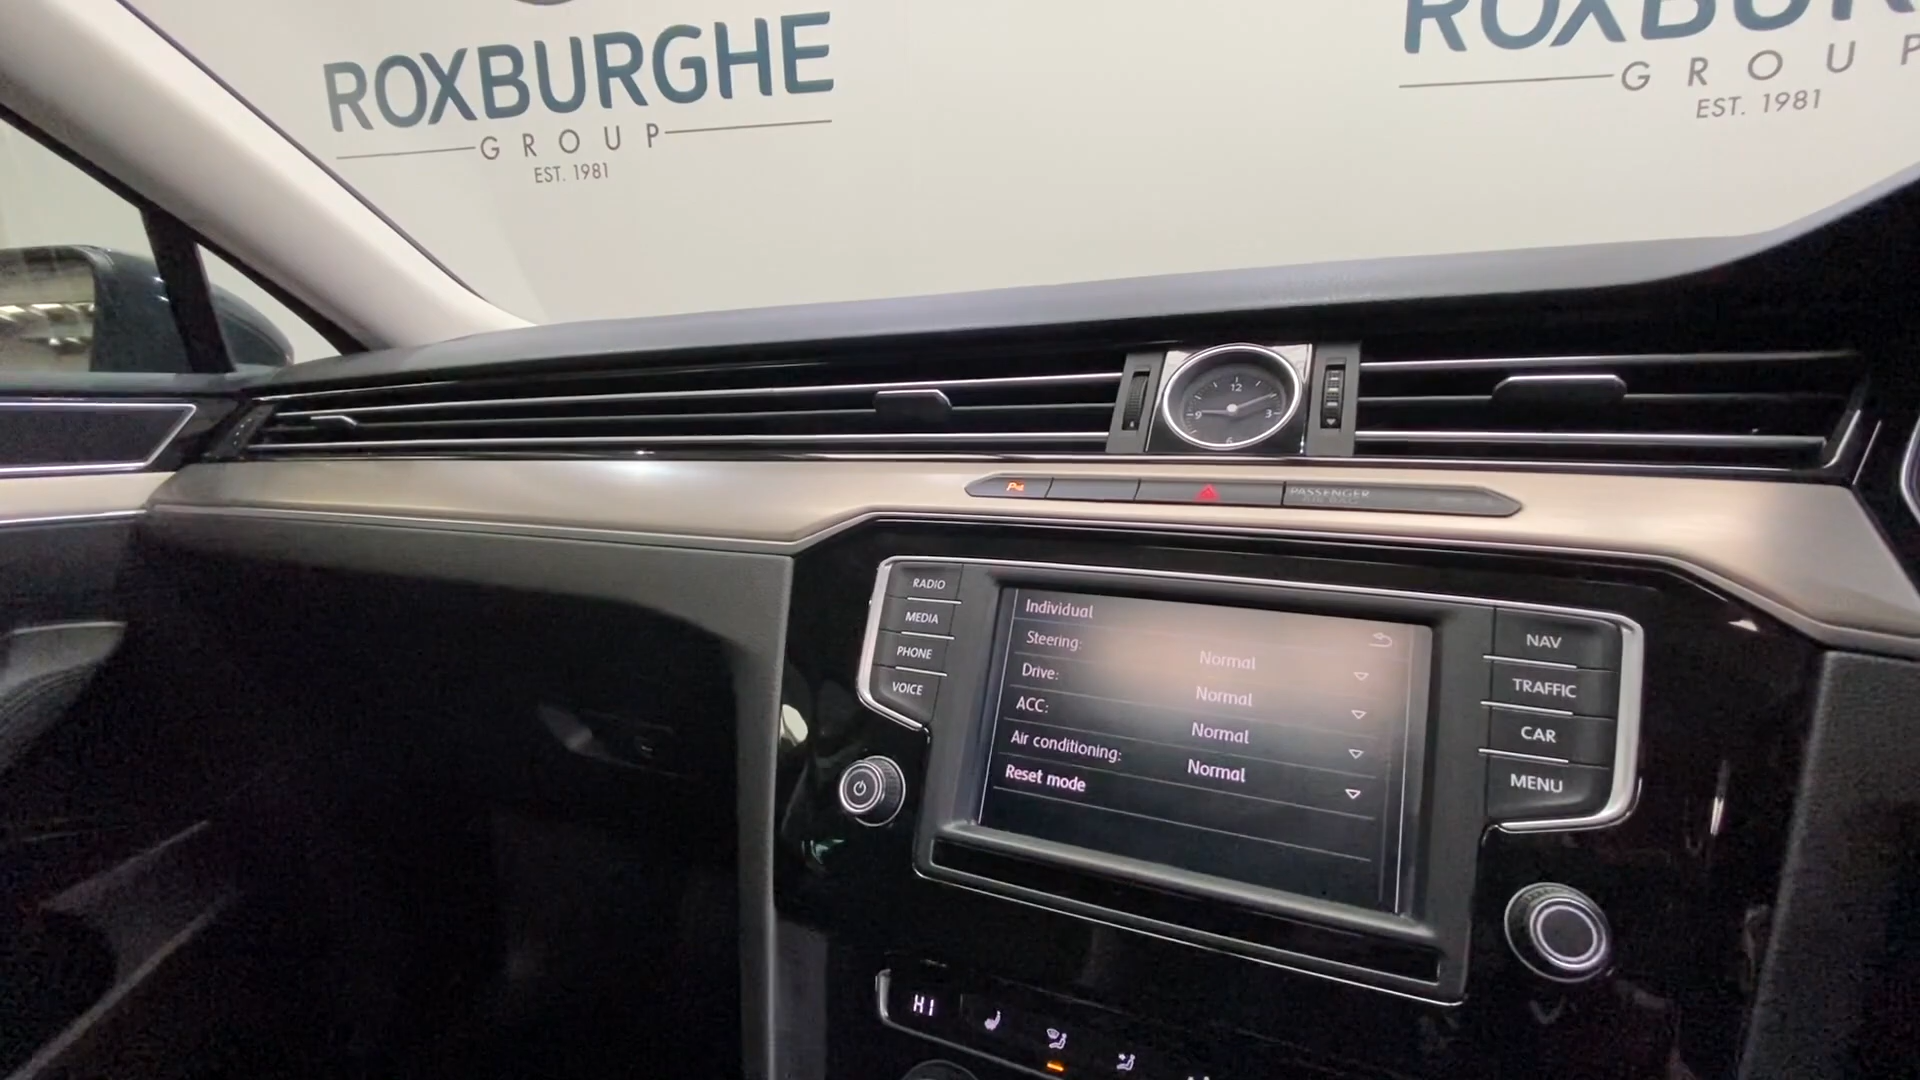 ROXBURGHE
GROUP
EST. 1981
GROUP
EST. 1981
12
3
6
9
PASSENGER
RADIO
MEDIA
PHONE
VOICE
Individual
Steering: Normal
Drive: Normal
ACC: Normal
Air conditioning: Normal
Reset mode
NAV
TRAFFIC
CAR
MENU
HI